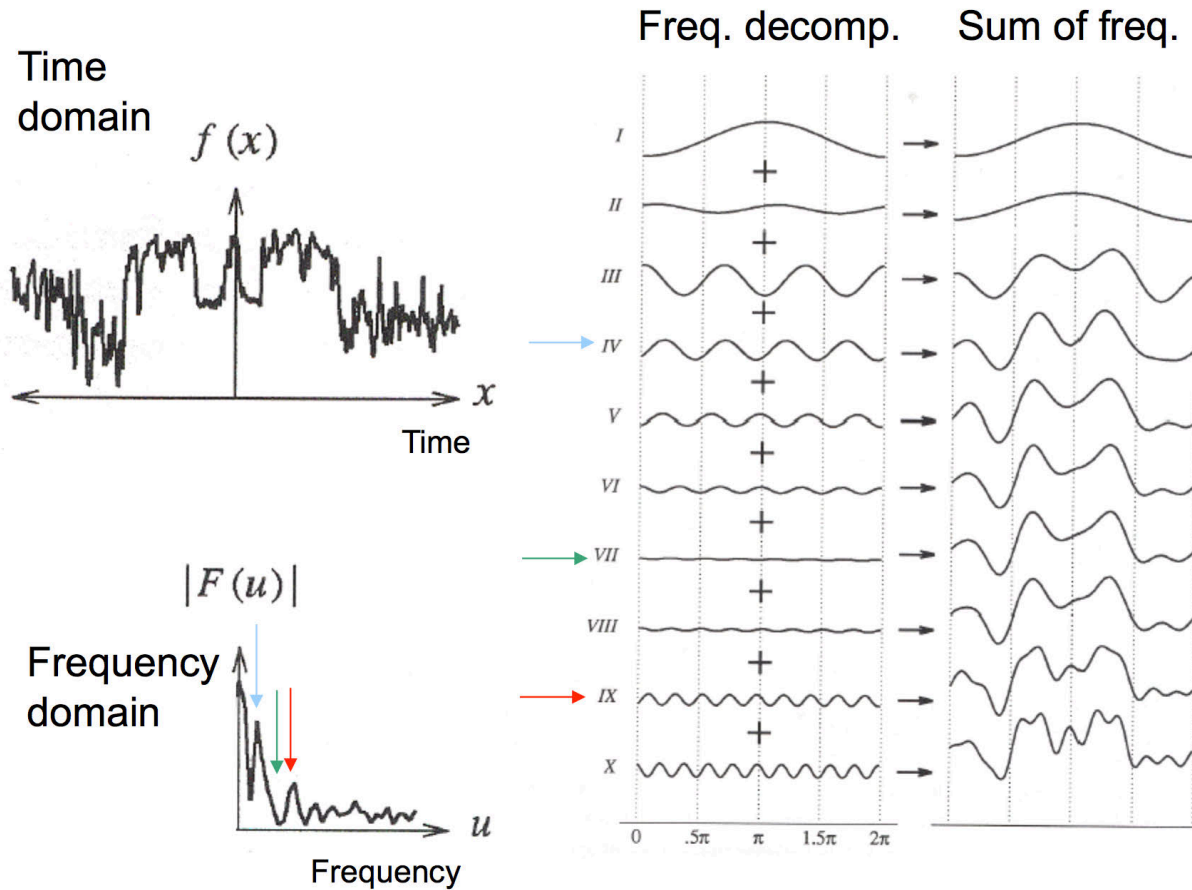 Freq. decomp. Sum of freq.
Time
domain
f (x)
x
Time
|F (u)|
Frequency
domain
u
Frequency
I
+
II
+
III
+
IV
+
V
+
VI
+
VII
+
VIII
+
IX
+
X
0 .5π π 1.5π 2π